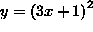 y = (3x + 1)²